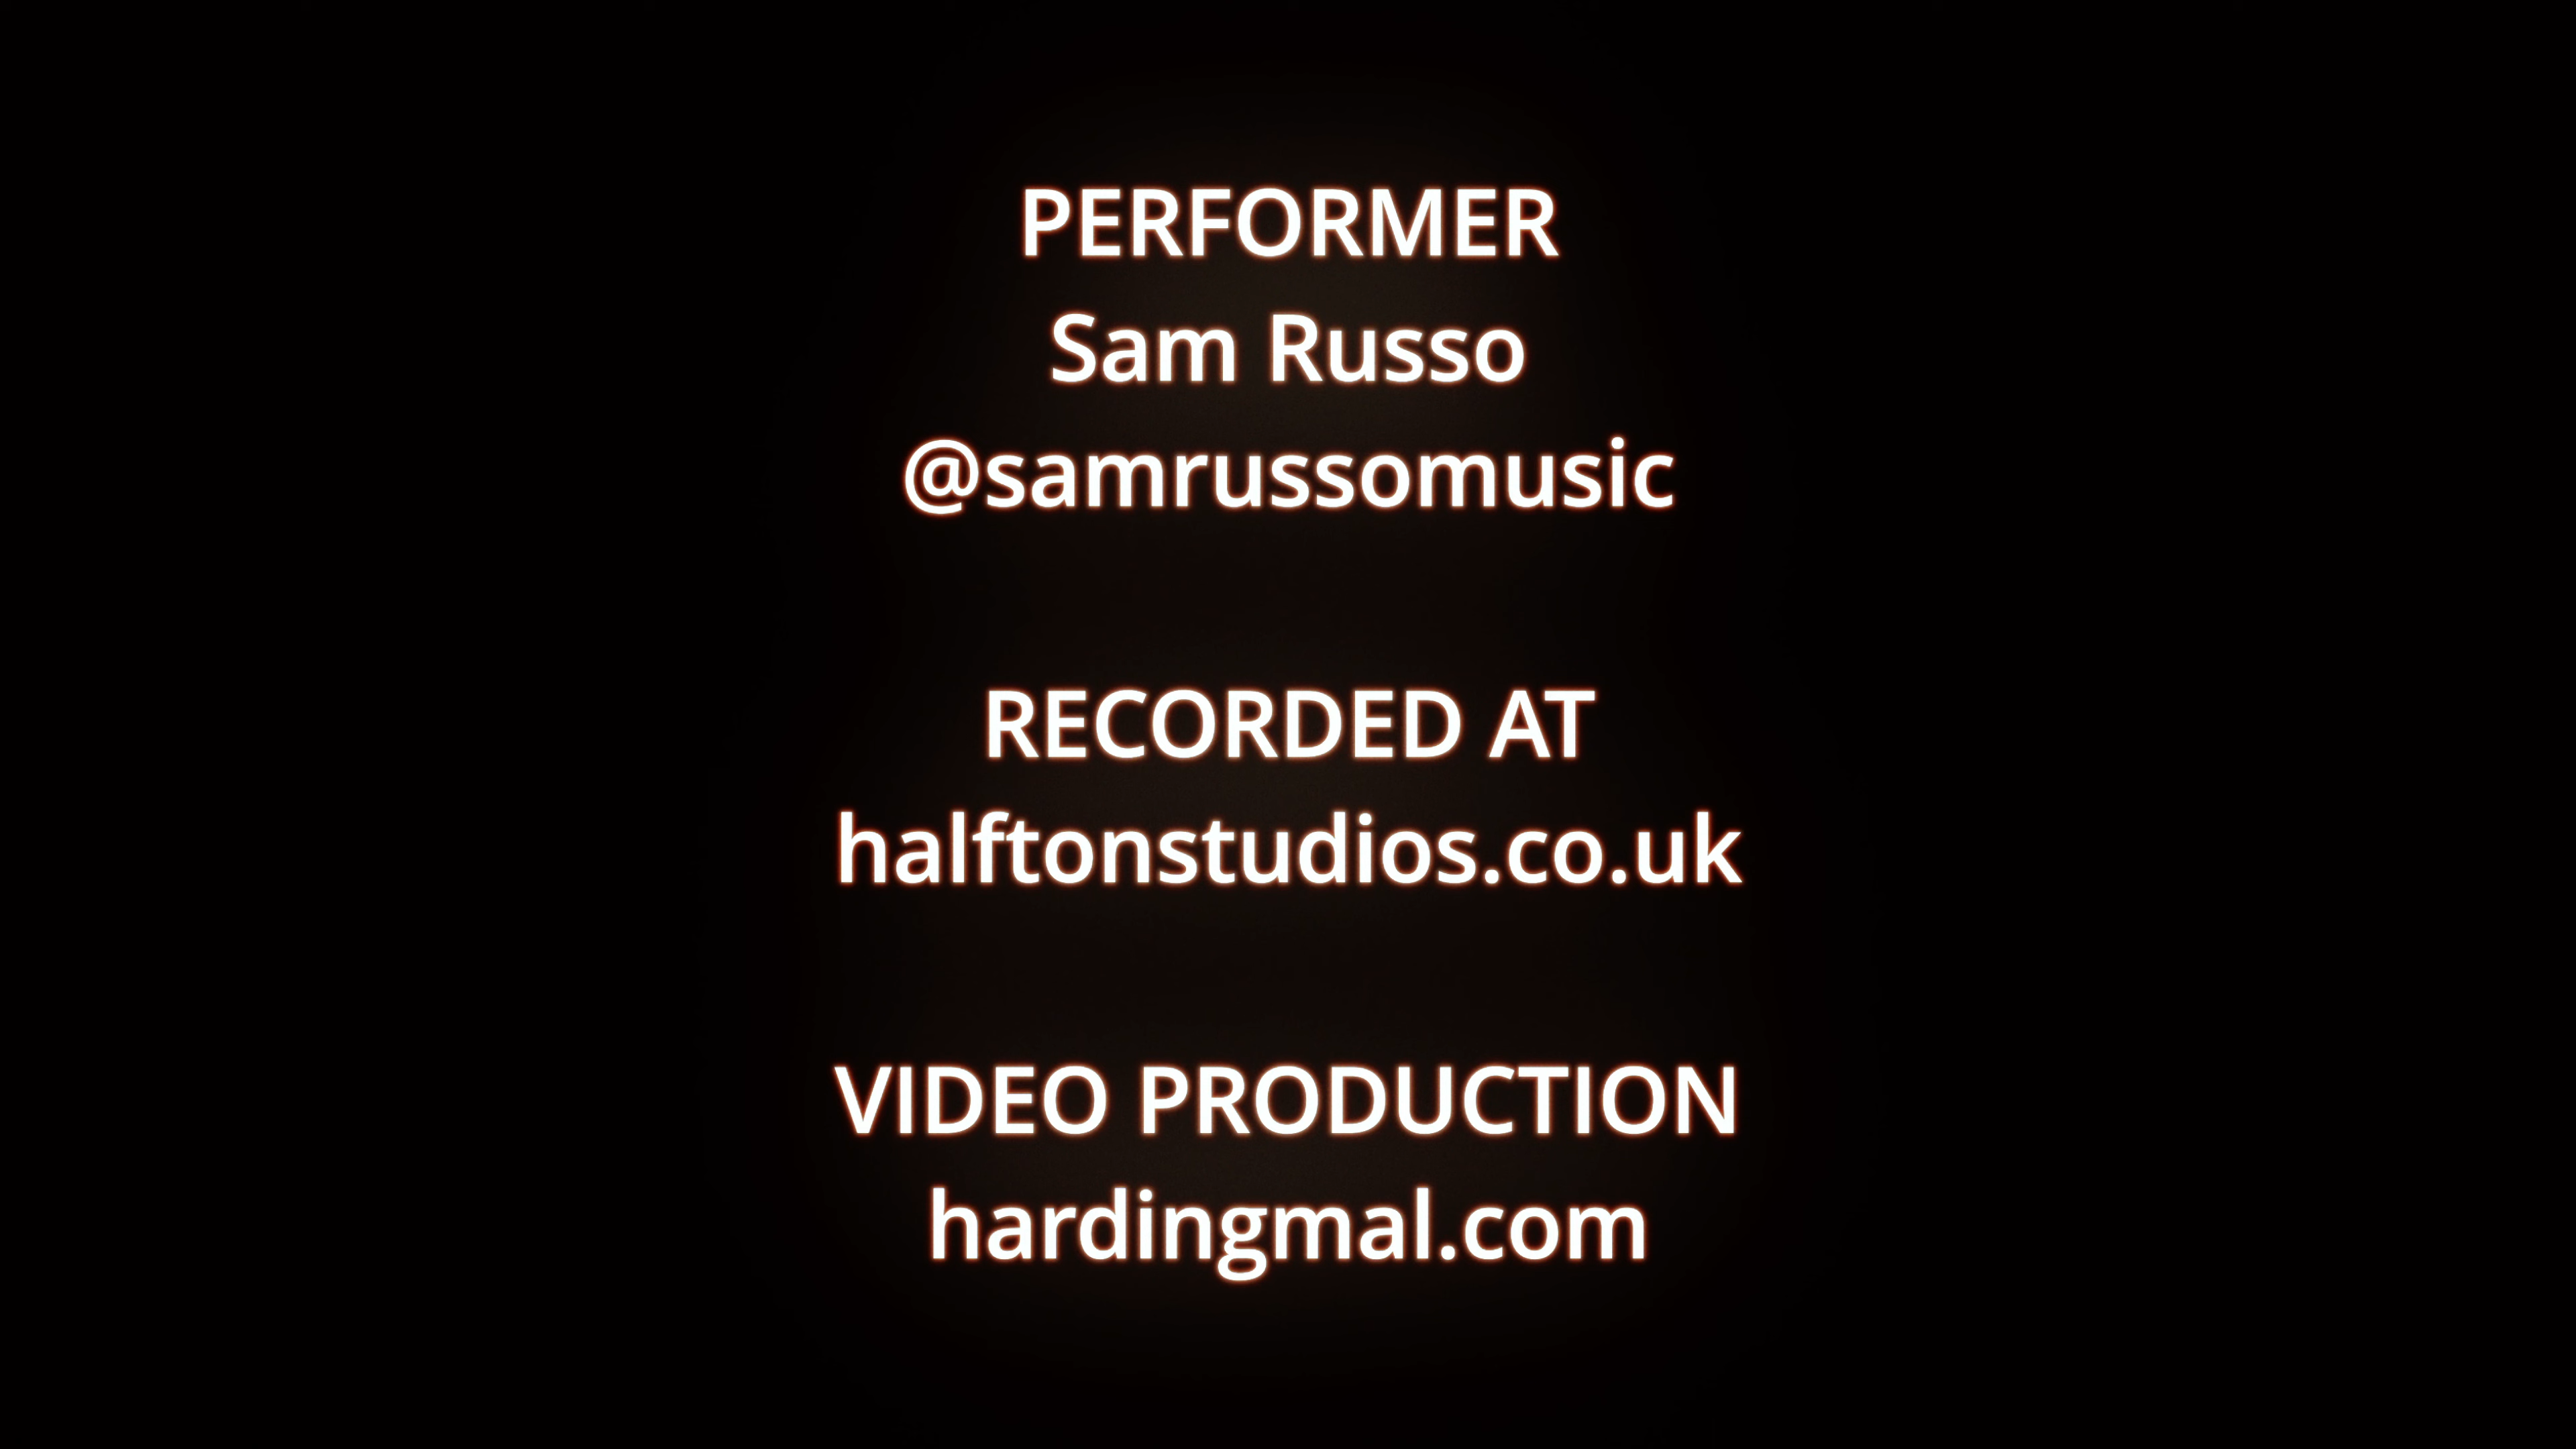 PERFORMER
Sam Russo
@samrussomusic
RECORDED AT
halftonstudios.co.uk
VIDEO PRODUCTION
hardingmal.com